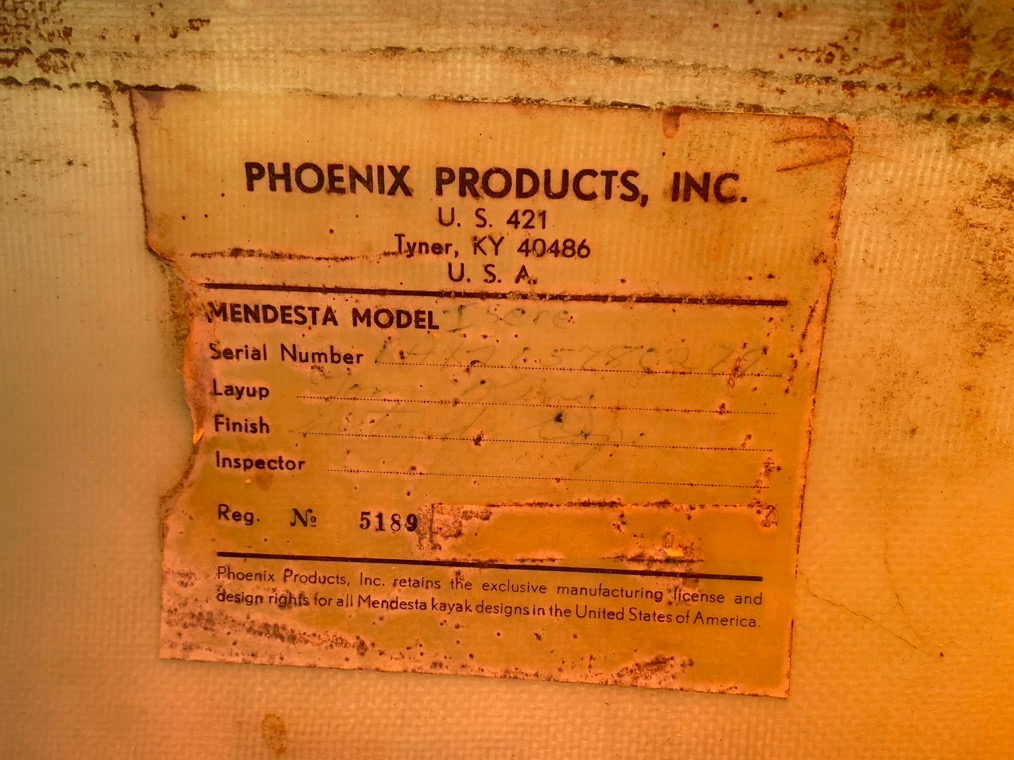 PHOENIX PRODUCTS, INC.
U. S. 421
Tyner, KY 40486
U. S. A.
MENDESTA MODEL
Serial Number
Layup
Finish
Inspector
Reg. № 5189
Phoenix Products, Inc. retains the exclusive manufacturing license and
design rights for all Mendesta kayak designs in the United States of America.